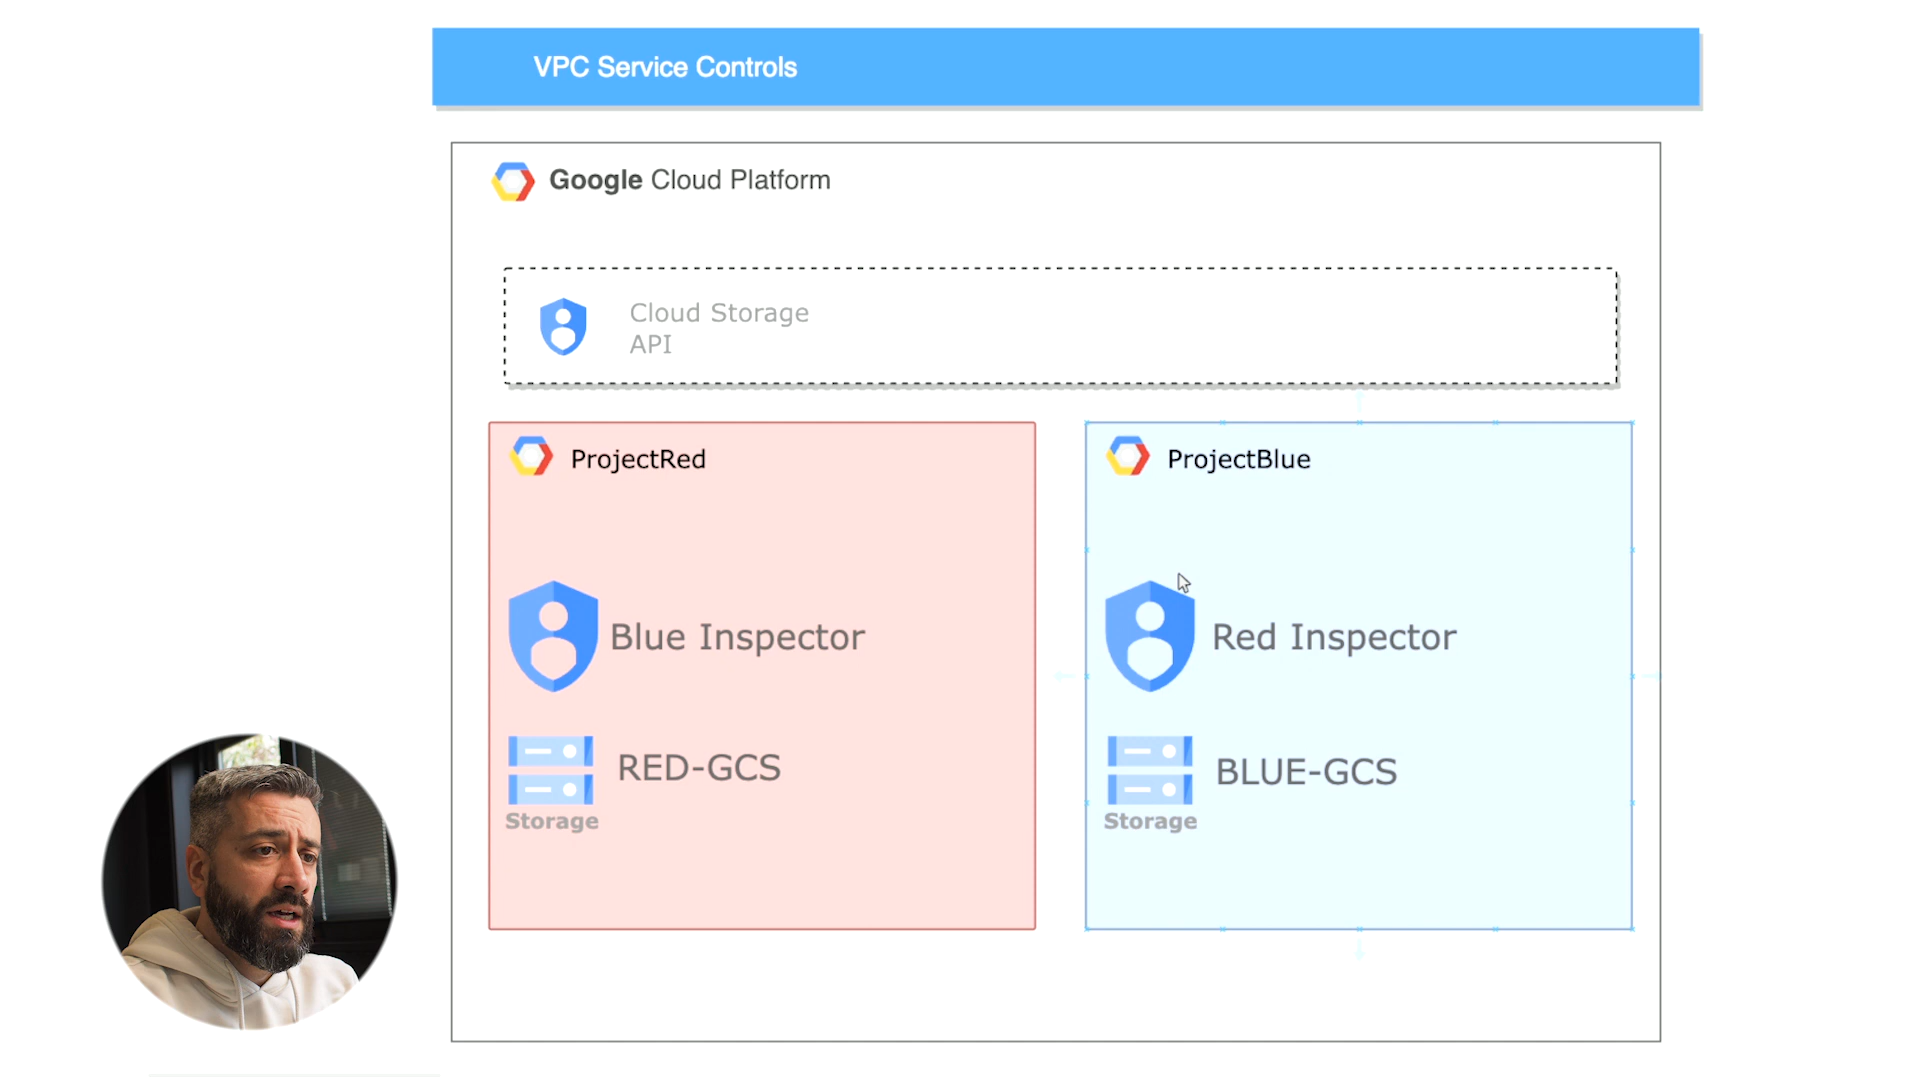 VPC Service Controls
Google Cloud Platform
Cloud Storage
API
ProjectRed
Blue Inspector
RED-GCS
Storage
ProjectBlue
Red Inspector
BLUE-GCS
Storage